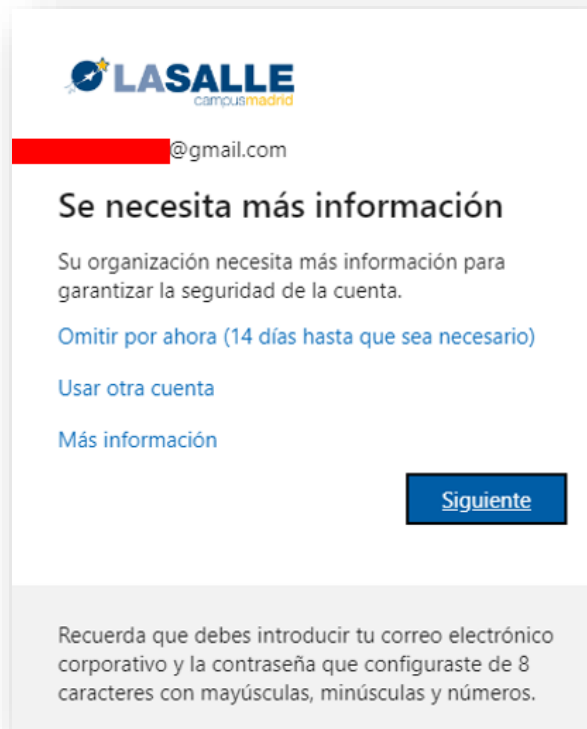 LASALLE
campusmadrid
@gmail.com
Se necesita más información
Su organización necesita más información para
garantizar la seguridad de la cuenta.
Omitir por ahora (14 días hasta que sea necesario)
Usar otra cuenta
Más información
Siguiente
Recuerda que debes introducir tu correo electrónico
corporativo y la contraseña que configuraste de 8
caracteres con mayúsculas, minúsculas y números.